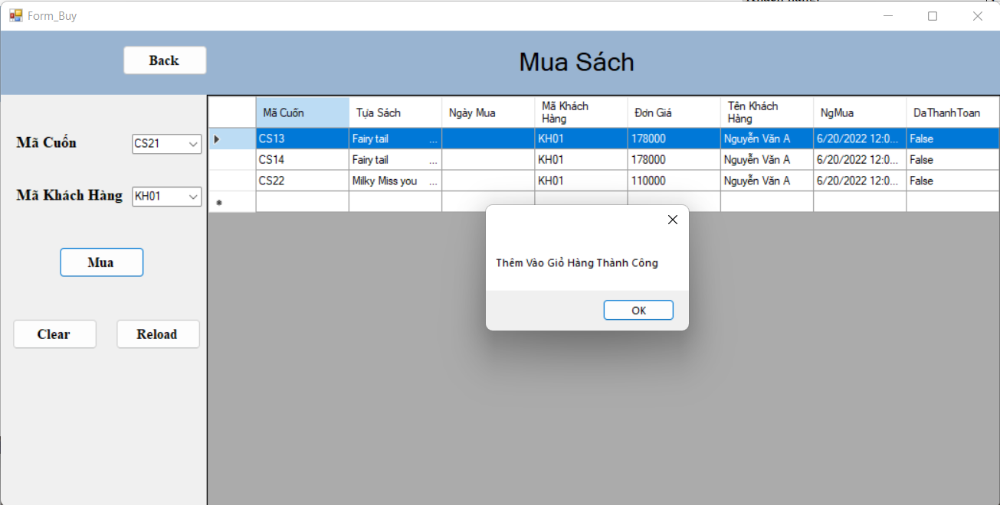 Form_Buy
Back
Mua Sách
Mã Cuốn
CS21
Mã Khách Hàng
KH01
Mua
Clear
Reload
Mã Cuốn Tựa Sách Ngày Mua Mã Khách Hàng Đơn Giá Tên Khách Hàng NgMua DaThanhToan
CS13 Fairy tail ... KH01 178000 Nguyễn Văn A 6/20/2022 12:0... False
CS14 Fairy tail ... KH01 178000 Nguyễn Văn A 6/20/2022 12:0... False
CS22 Milky Miss you ... KH01 110000 Nguyễn Văn A 6/20/2022 12:0... False
Thêm Vào Giỏ Hàng Thành Công
OK